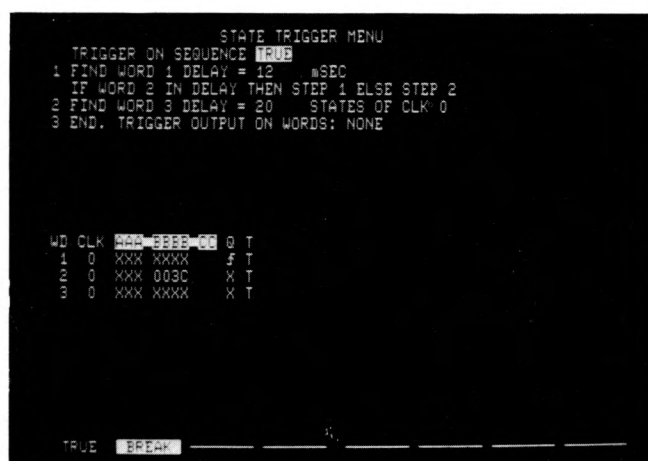 STATE TRIGGER MENU
TRIGGER ON SEQUENCE TRUE
1 FIND WORD 1 DELAY = 12 mSEC
IF WORD 2 IN DELAY THEN STEP 1 ELSE STEP 2
2 FIND WORD 3 DELAY = 20 STATES OF CLK 0
3 END. TRIGGER OUTPUT ON WORDS: NONE
WD CLK AAA BBBB CC Q T
1 0 XXX XXXX T
2 0 XXX 003C X T
3 0 XXX XXXX X T
TRUE BREAK